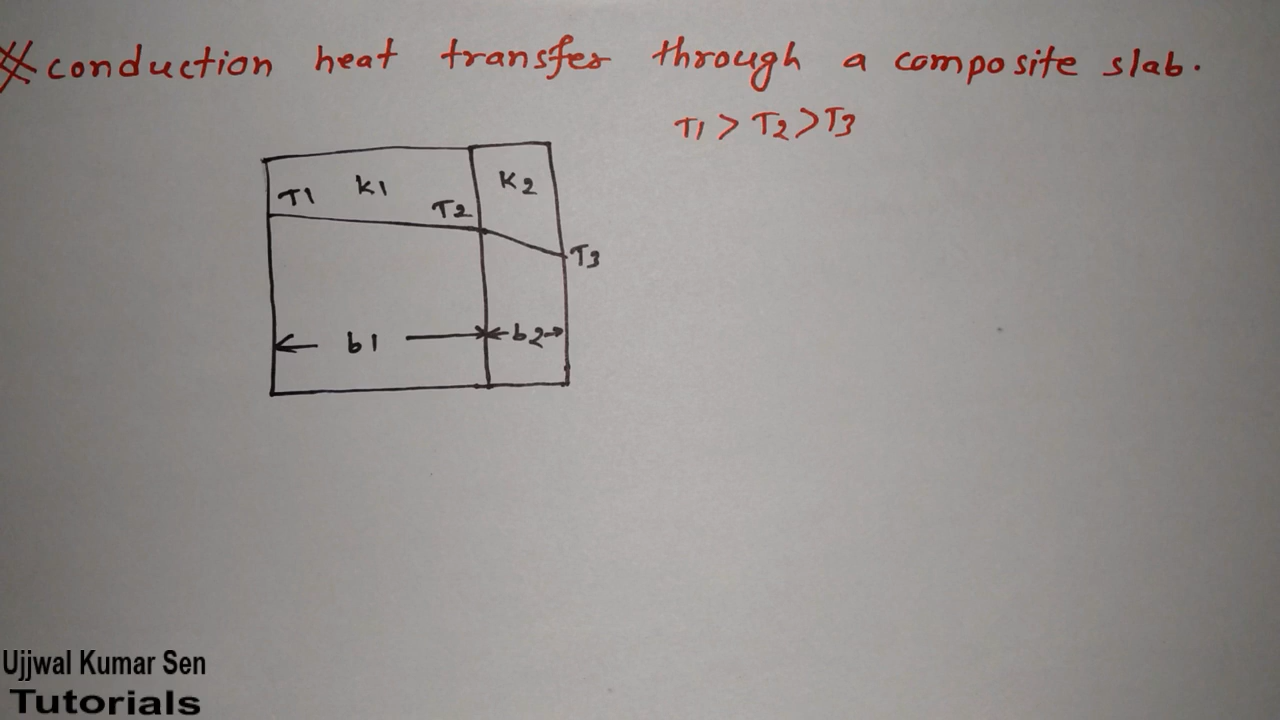 ※ conduction heat transfer through a composite slab.
T1 > T2 > T3
T1 K1 T2 K2
T3
b1 b2
Ujjwal Kumar Sen
Tutorials